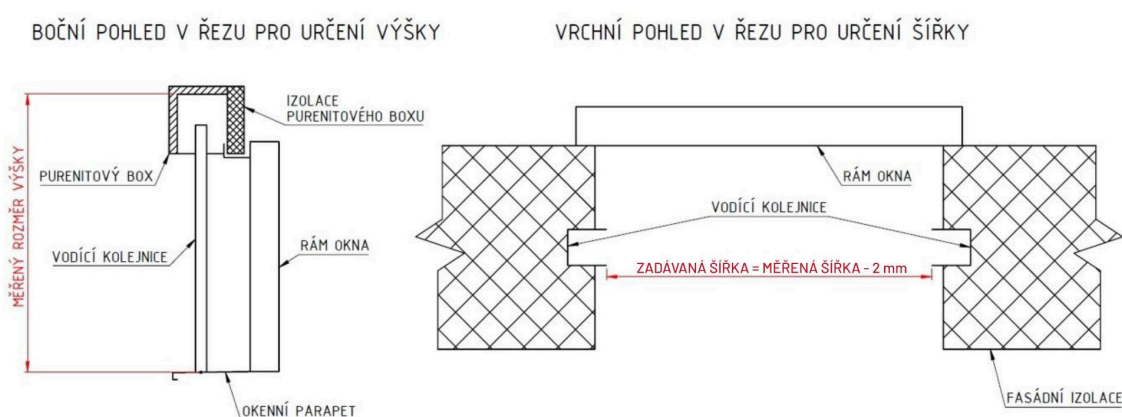 BOČNÍ POHLED V ŘEZU PRO URČENÍ VÝŠKY
VRCHNÍ POHLED V ŘEZU PRO URČENÍ ŠÍŘKY
IZOLACE
PURENITOVÉHO BOXU
PURENITOVÝ BOX
MĚŘENÝ ROZMĚR VÝŠKY
VODÍCÍ KOLEJNICE
RÁM OKNA
OKENNÍ PARAPET
RÁM OKNA
VODÍCÍ KOLEJNICE
ZADÁVANÁ ŠÍŘKA = MĚŘENÁ ŠÍŘKA - 2 mm
FASÁDNÍ IZOLACE